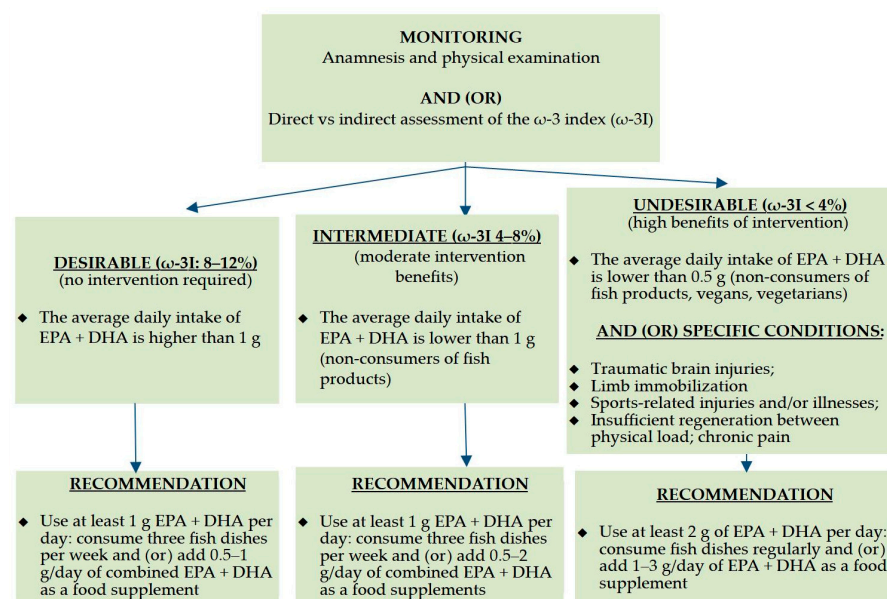 MONITORING
Anamnesis and physical examination
AND (OR)
Direct vs indirect assessment of the ω-3 index (ω-3I)
DESIRABLE (ω-3I: 8–12%)
(no intervention required)
◆ The average daily intake of
EPA + DHA is higher than 1 g
INTERMEDIATE (ω-3I 4–8%)
(moderate intervention
benefits)
◆ The average daily intake of
EPA + DHA is lower than 1 g
(non-consumers of fish
products)
UNDESIRABLE (ω-3I < 4%)
(high benefits of intervention)
◆ The average daily intake of EPA + DHA
is lower than 0.5 g (non-consumers of
fish products, vegans, vegetarians)
AND (OR) SPECIFIC CONDITIONS:
◆ Traumatic brain injuries;
◆ Limb immobilization
◆ Sports-related injuries and/or illnesses;
◆ Insufficient regeneration between
physical load; chronic pain
RECOMMENDATION
◆ Use at least 1 g EPA + DHA per
day: consume three fish dishes
per week and (or) add 0.5–1
g/day of combined EPA + DHA
as a food supplement
RECOMMENDATION
◆ Use at least 1 g EPA + DHA per
day: consume three fish dishes
per week and (or) add 0.5–2
g/day of combined EPA + DHA
as a food supplements
RECOMMENDATION
◆ Use at least 2 g of EPA + DHA per day:
consume fish dishes regularly and (or)
add 1–3 g/day of EPA + DHA as a food
supplement